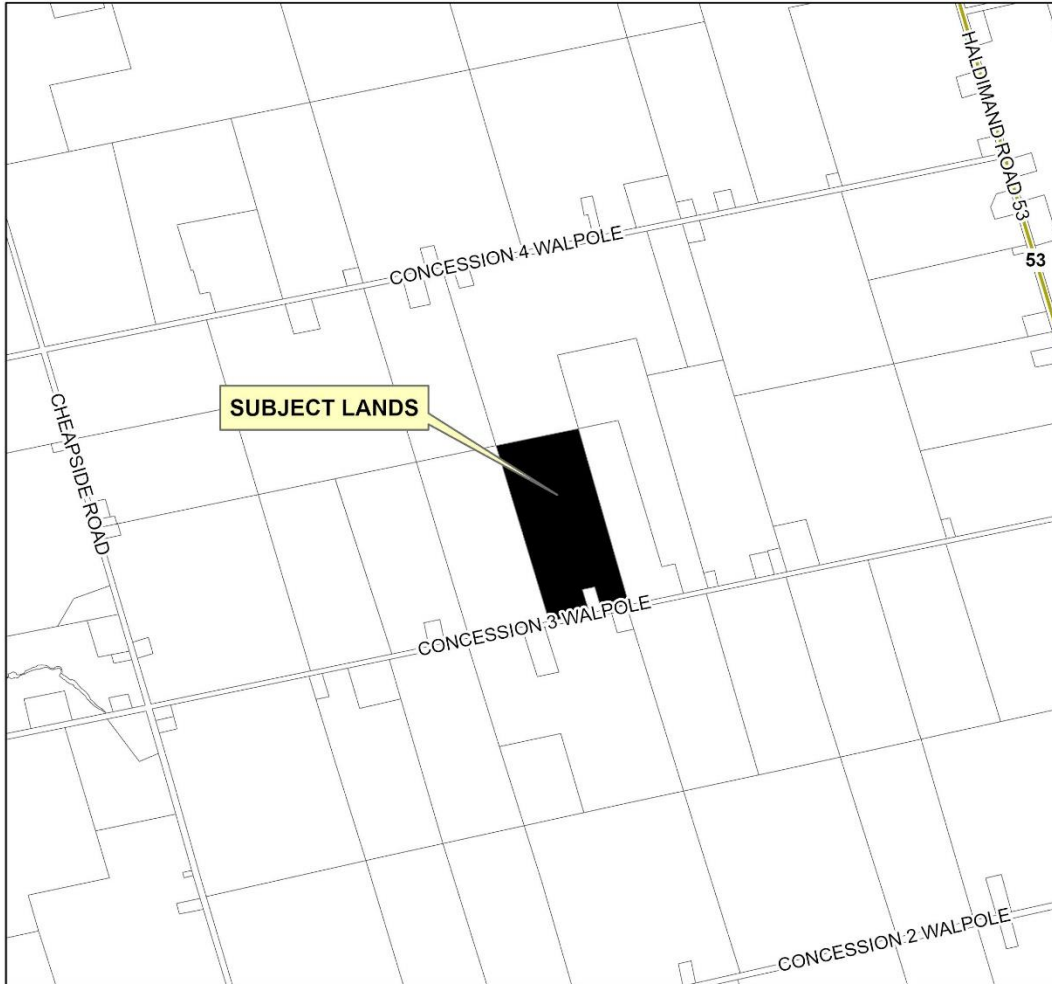 HALDIMAND ROAD 53
53
CONCESSION 4 WALPOLE
SUBJECT LANDS
CHEAPSIDE ROAD
CONCESSION 3 WALPOLE
CONCESSION 2 WALPOLE